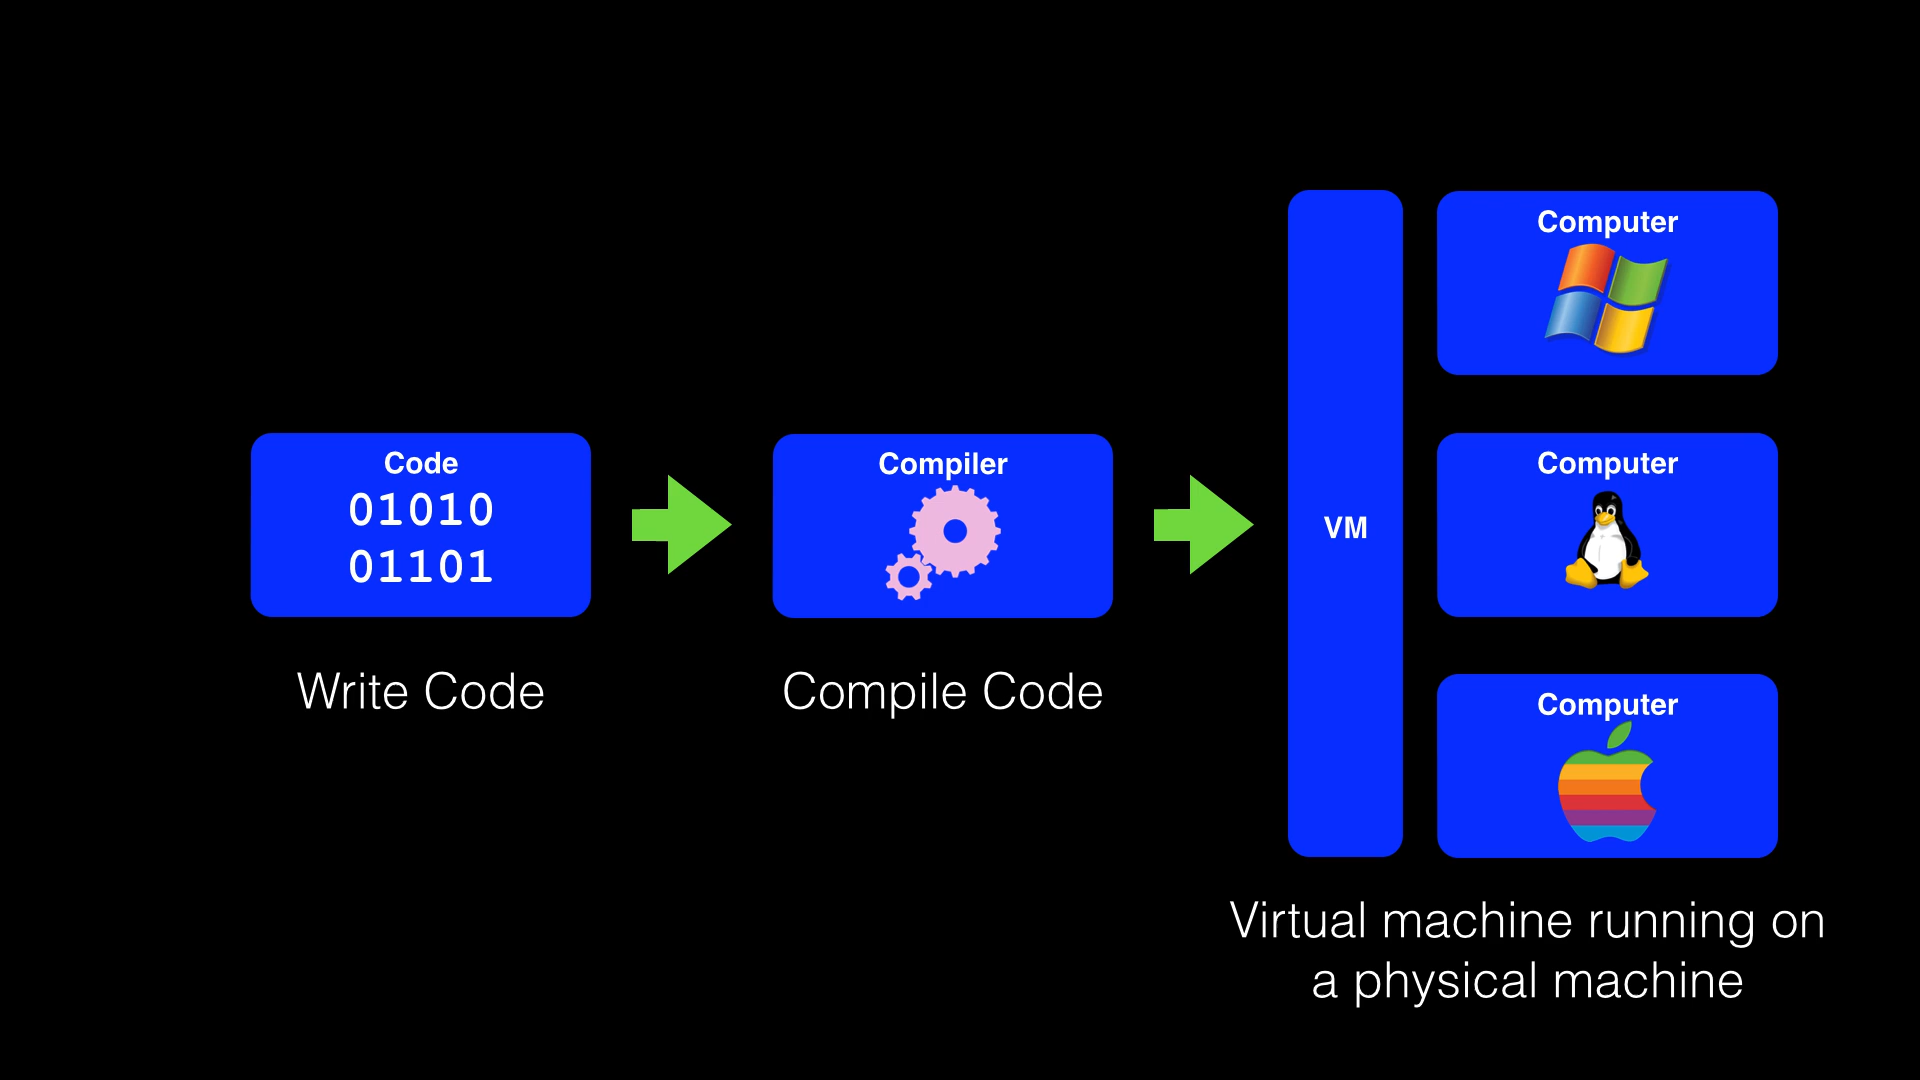 Code
01010
01101
Write Code
Compiler
Compile Code
VM
Computer
Computer
Computer
Virtual machine running on
a physical machine